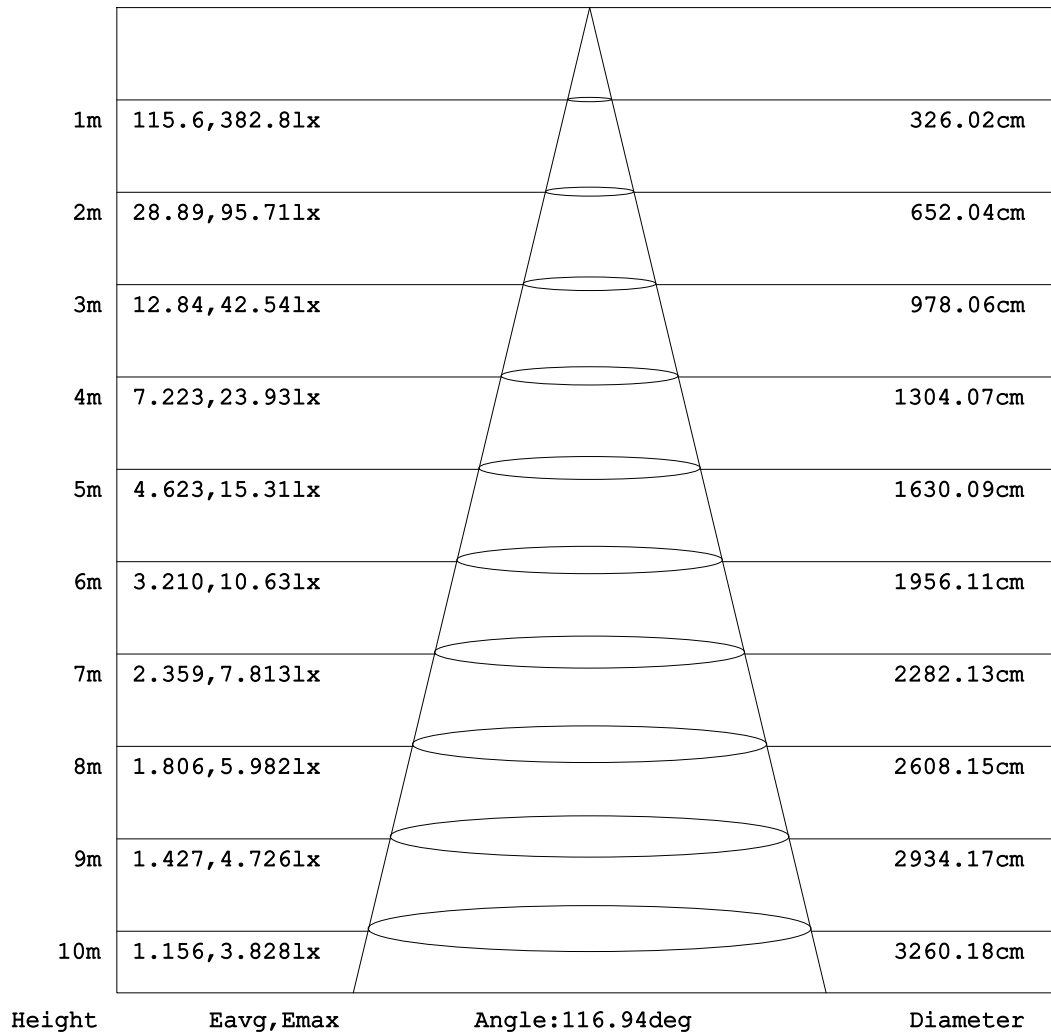 1m 115.6,382.8lx 326.02cm
2m 28.89,95.71lx 652.04cm
3m 12.84,42.54lx 978.06cm
4m 7.223,23.93lx 1304.07cm
5m 4.623,15.31lx 1630.09cm
6m 3.210,10.63lx 1956.11cm
7m 2.359,7.813lx 2282.13cm
8m 1.806,5.982lx 2608.15cm
9m 1.427,4.726lx 2934.17cm
10m 1.156,3.828lx 3260.18cm
Height Eavg,Emax Angle:116.94deg Diameter